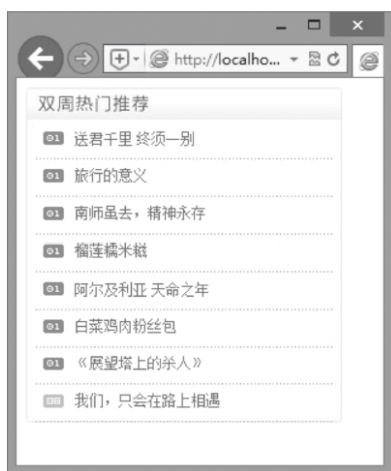 http://localho...
双周热门推荐
01 送君千里 终须一别
01 旅行的意义
01 南师虽去，精神永存
01 榴莲糯米糍
01 阿尔及利亚 天命之年
01 白菜鸡肉粉丝包
01 《展望塔上的杀人》
08 我们，只会在路上相遇